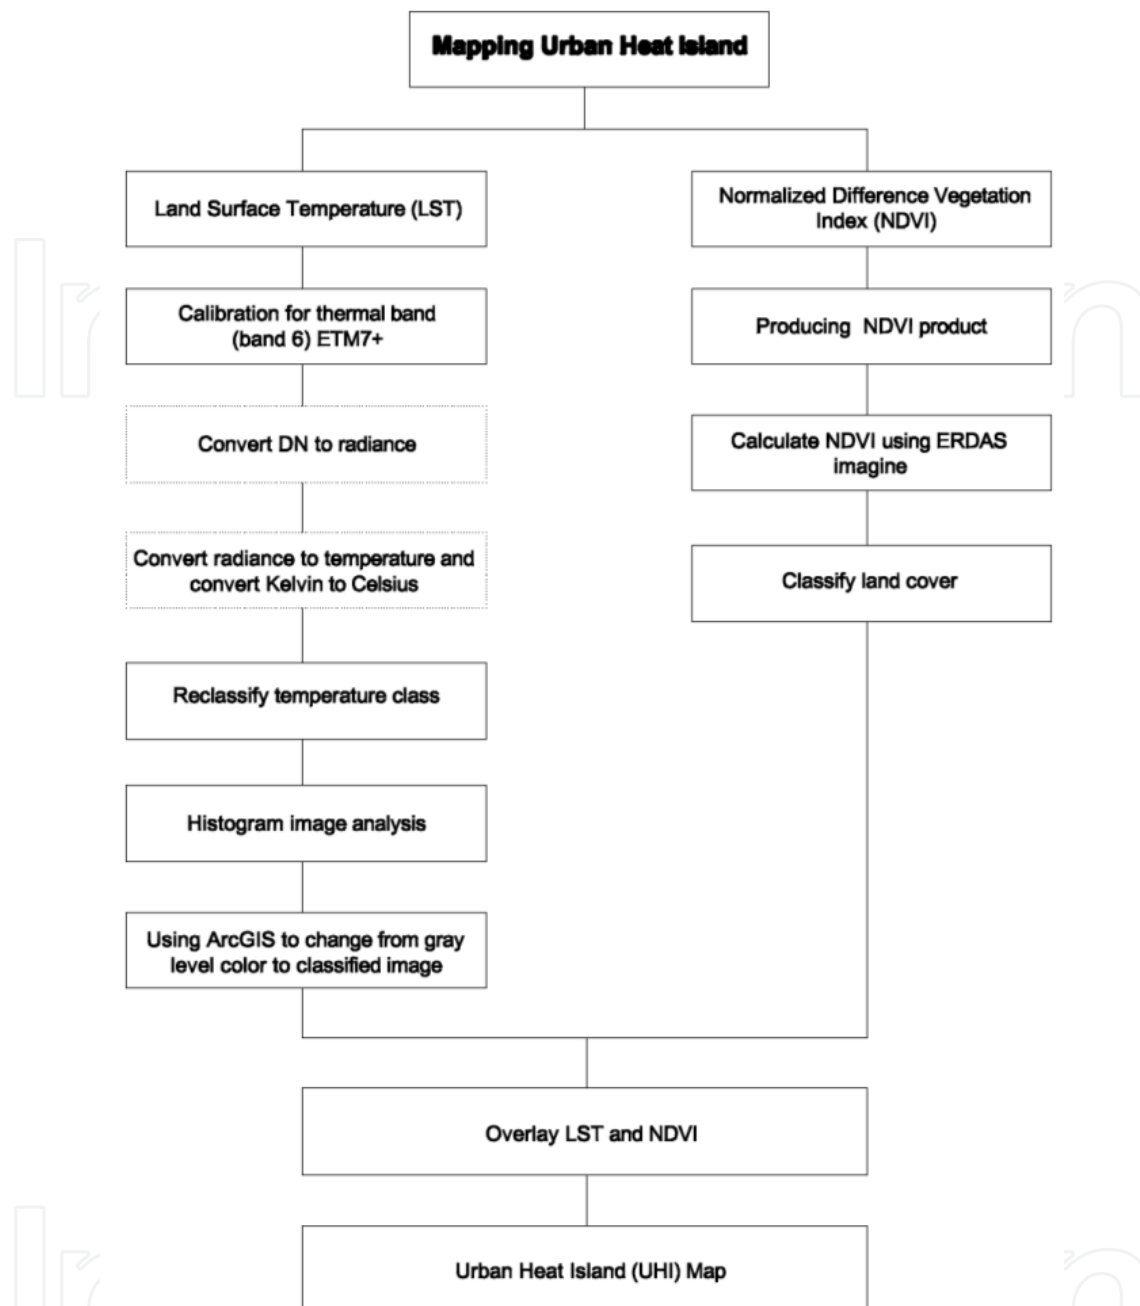 Mapping Urban Heat Island
Land Surface Temperature (LST)
Calibration for thermal band
(band 6) ETM7+
Convert DN to radiance
Convert radiance to temperature and
convert Kelvin to Celsius
Reclassify temperature class
Histogram image analysis
Using ArcGIS to change from gray
level color to classified image
Normalized Difference Vegetation
Index (NDVI)
Producing NDVI product
Calculate NDVI using ERDAS
imagine
Classify land cover
Overlay LST and NDVI
Urban Heat Island (UHI) Map